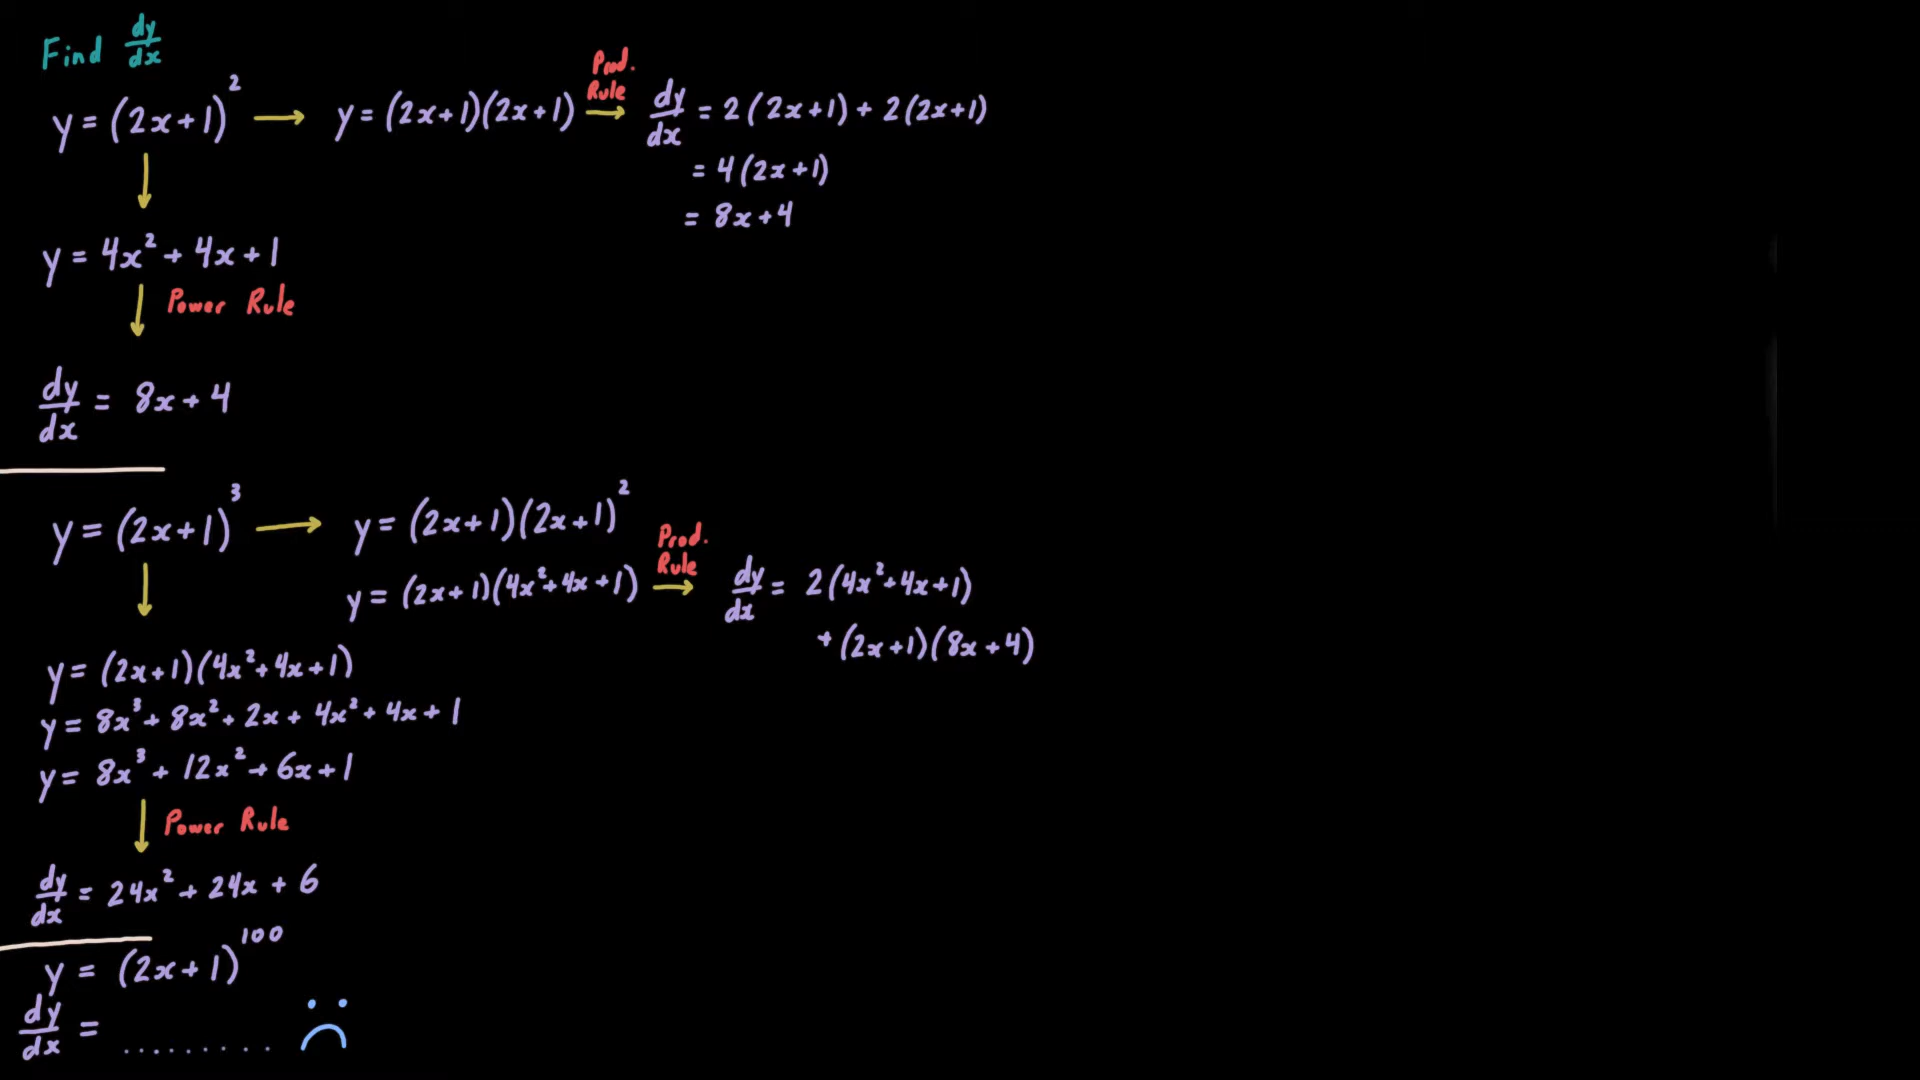 Find dy/dx
y = (2x+1)² → y = (2x+1)(2x+1) Prod. Rule → dy/dx = 2(2x+1) + 2(2x+1)
= 4(2x+1)
= 8x+4
↓
y = 4x² + 4x + 1
↓ Power Rule
dy/dx = 8x + 4
y = (2x+1)³ → y = (2x+1)(2x+1)²
y = (2x+1)(4x²+4x+1) Prod. Rule → dy/dx = 2(4x²+4x+1)
+ (2x+1)(8x+4)
↓
y = (2x+1)(4x²+4x+1)
y = 8x³ + 8x² + 2x + 4x² + 4x + 1
y = 8x³ + 12x² + 6x + 1
↓ Power Rule
dy/dx = 24x² + 24x + 6
y = (2x+1)¹⁰⁰
dy/dx = ..........